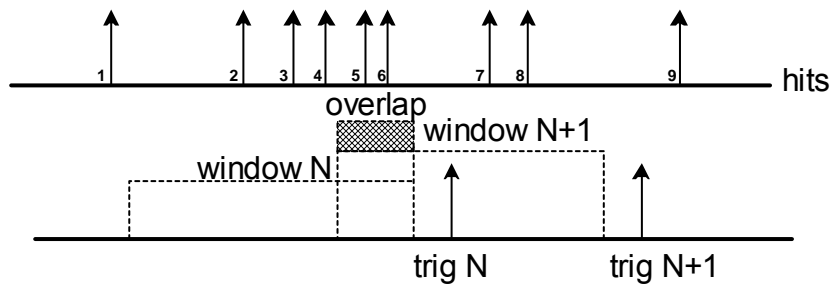 1 2 3 4 5 6 7 8 9 hits
overlap
window N+1
window N
trig N trig N+1